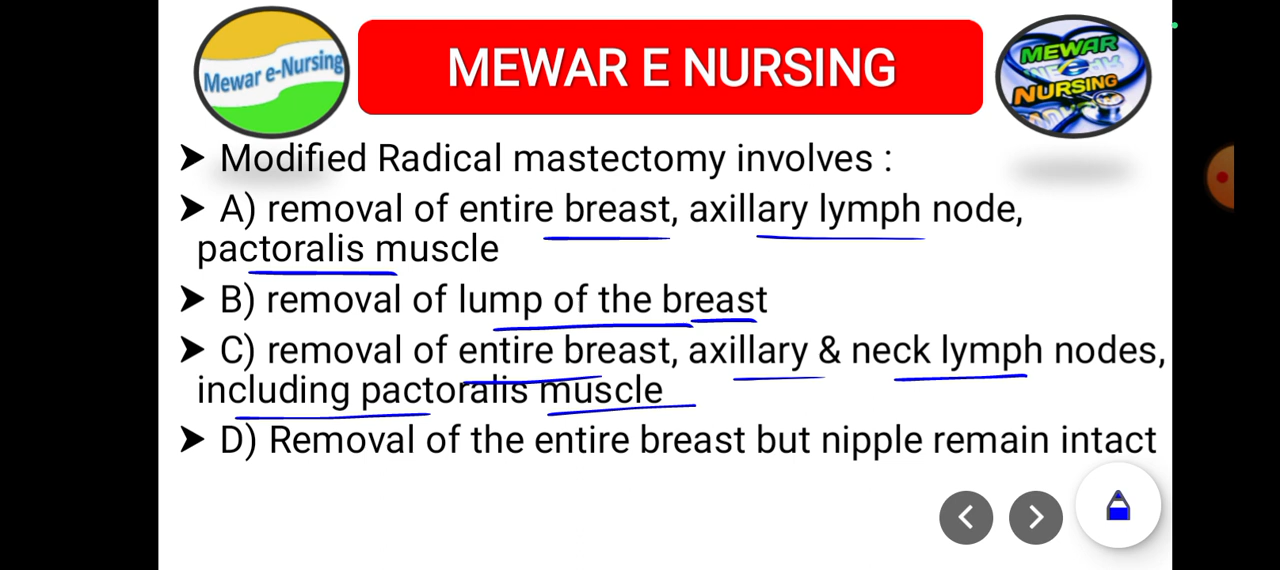 Mewar e-Nursing
MEWAR E NURSING
MEWAR
NURSING
➤ Modified Radical mastectomy involves :
➤ A) removal of entire breast, axillary lymph node,
pactoralis muscle
➤ B) removal of lump of the breast
➤ C) removal of entire breast, axillary & neck lymph nodes,
including pactoralis muscle
➤ D) Removal of the entire breast but nipple remain intact